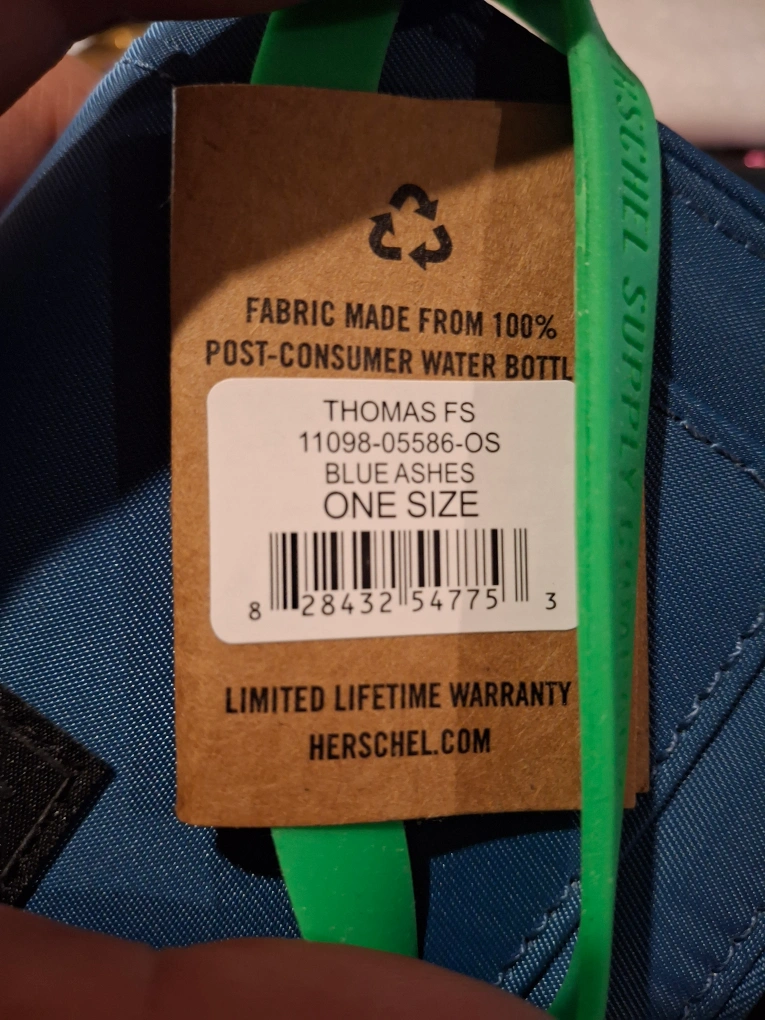 FABRIC MADE FROM 100%
POST-CONSUMER WATER BOTTL
THOMAS FS
11098-05586-OS
BLUE ASHES
ONE SIZE
8 28432 54775 3
LIMITED LIFETIME WARRANTY
HERSCHEL.COM
RSCHEL SUPPLY